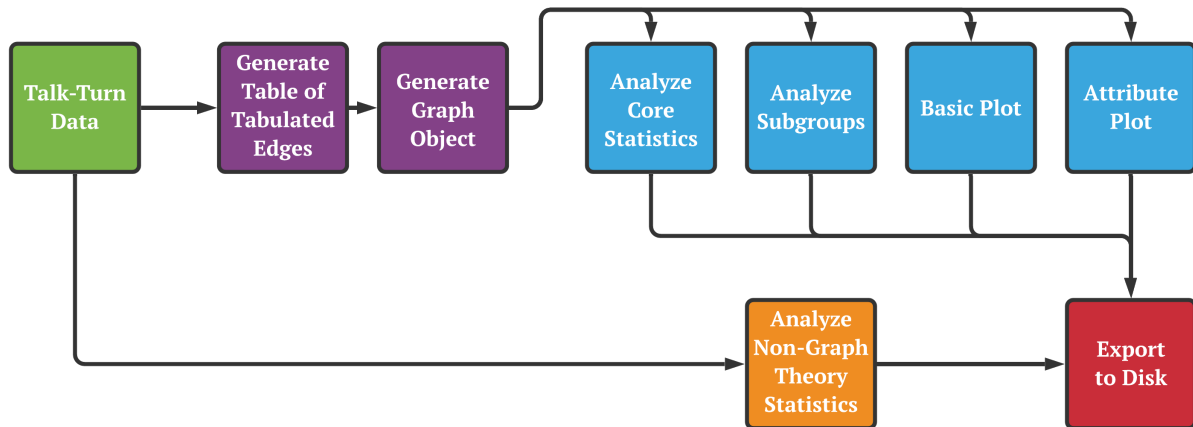 Talk-Turn
Data
Generate
Table of
Tabulated
Edges
Generate
Graph
Object
Analyze
Core
Statistics
Analyze
Subgroups
Basic Plot
Attribute
Plot
Analyze
Non-Graph
Theory
Statistics
Export
to Disk